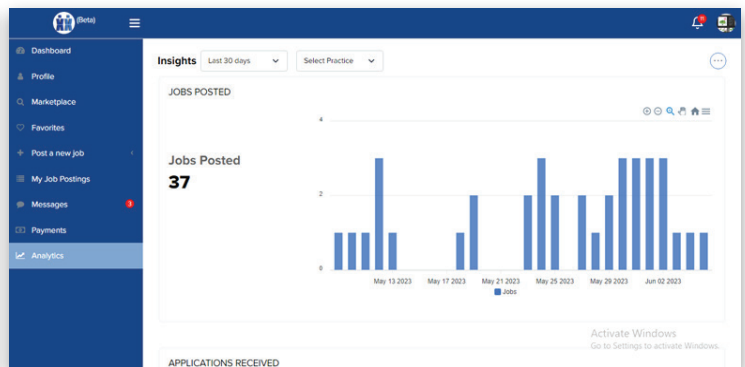 (Beta)
11
Dashboard
Profile
Marketplace
Favorites
Post a new job
My Job Postings
Messages 3
Payments
Analytics
Insights Last 30 days Select Practice
JOBS POSTED
Jobs Posted
37
4
2
0
May 13 2023 May 17 2023 May 21 2023 May 25 2023 May 29 2023 Jun 02 2023
Jobs
Activate Windows
Go to Settings to activate Windows.
APPLICATIONS RECEIVED